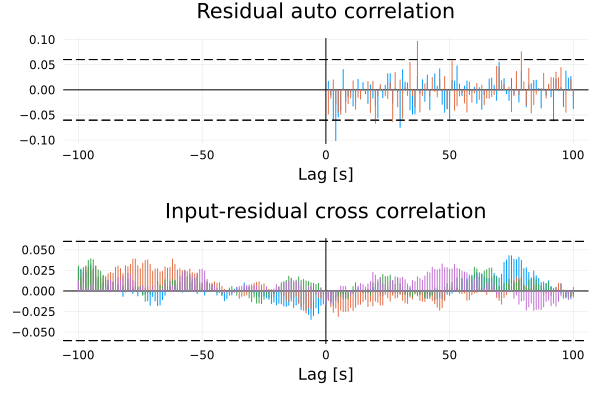 Residual auto correlation
0.10
0.05
0.00
−0.05
−0.10
−100 −50 0 50 100
Lag [s]
Input-residual cross correlation
0.050
0.025
0.000
−0.025
−0.050
−100 −50 0 50 100
Lag [s]